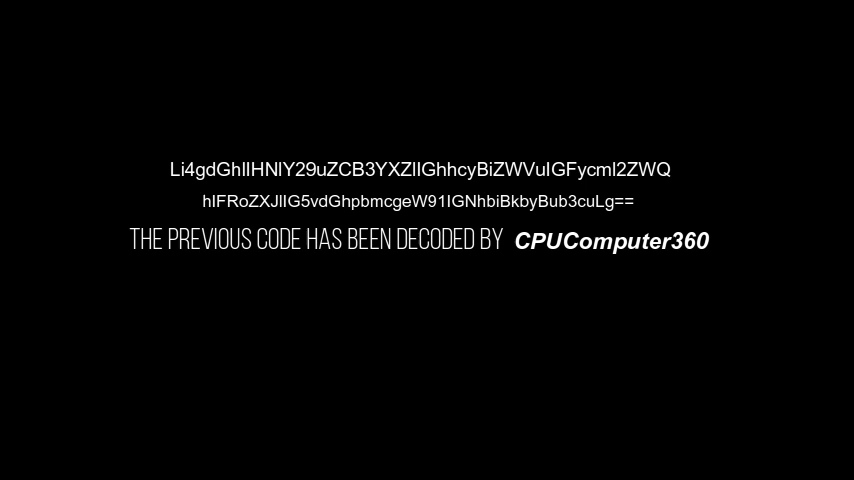 Li4gdGhlIHNlY29uZCB3YXZlIGhhcyBiZWVuIGFycml2ZWQ
hIFRoZXJlIG5vdGhpbmcgeW91IGNhbiBkbyBub3cuLg==
THE PREVIOUS CODE HAS BEEN DECODED BY CPUComputer360